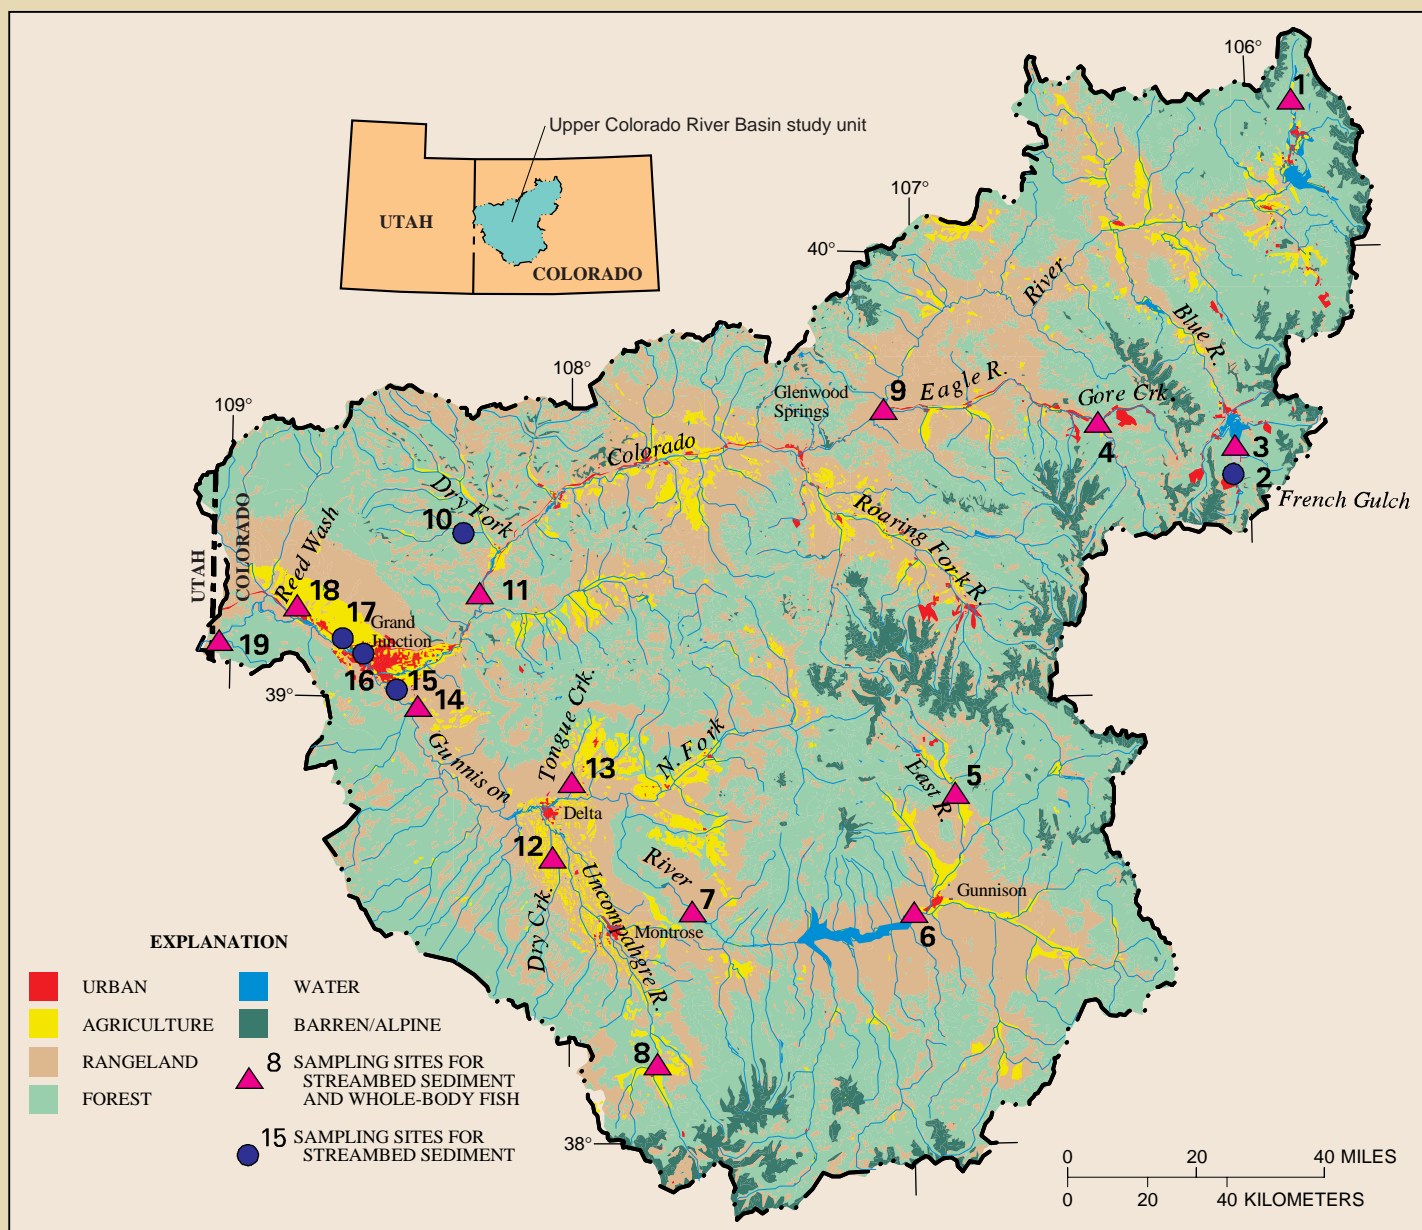 106°
1
Upper Colorado River Basin study unit
107°
UTAH
COLORADO
40°
River
Blue R.
108°
Glenwood
Springs
9
Eagle R.
Gore Crk.
109°
4
3
2
French Gulch
Colorado
Dry Fork
10
Roaring Fork R.
UTAH
COLORADO
Reed Wash
18
17
11
Grand
Junction
19
16
15
14
39°
Gunnison
Tongue Crk.
13
N. Fork
East R.
5
Delta
12
River
7
Gunnison
6
Dry Crk.
Uncompahgre R.
Montrose
8
38°
EXPLANATION
URBAN
AGRICULTURE
RANGELAND
FOREST
WATER
BARREN/ALPINE
8 SAMPLING SITES FOR
STREAMBED SEDIMENT
AND WHOLE-BODY FISH
15 SAMPLING SITES FOR
STREAMBED SEDIMENT
0 20 40 MILES
0 20 40 KILOMETERS